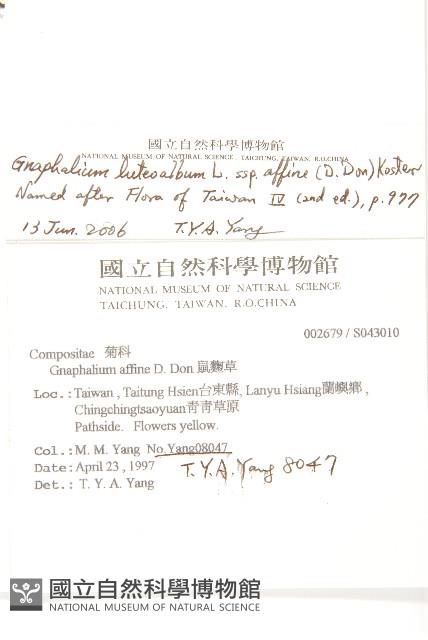 國立自然科學博物館
NATIONAL MUSEUM OF NATURAL SCIENCE, TAICHUNG, TAIWAN, R.O.CHINA
Gnaphalium luteoalbum L. ssp. affine (D. Don) Koster
Named after Flora of Taiwan IV (2nd ed.), p. 977
13 Jun. 2006 T.Y.A. Yang
國立自然科學博物館
NATIONAL MUSEUM OF NATURAL SCIENCE
TAICHUNG, TAIWAN, R.O.CHINA
002679 / S043010
Compositae 菊科
Gnaphalium affine D. Don 鼠麴草
Loc.: Taiwan , Taitung Hsien台東縣, Lanyu Hsiang蘭嶼鄉 ,
Chingchingtsaoyuan青青草原
Pathside. Flowers yellow.
Col.: M. M. Yang No. Yang08047
T. Y. A. Yang 8047
Date: April 23 , 1997
Det.: T. Y. A. Yang
國立自然科學博物館
NATIONAL MUSEUM OF NATURAL SCIENCE